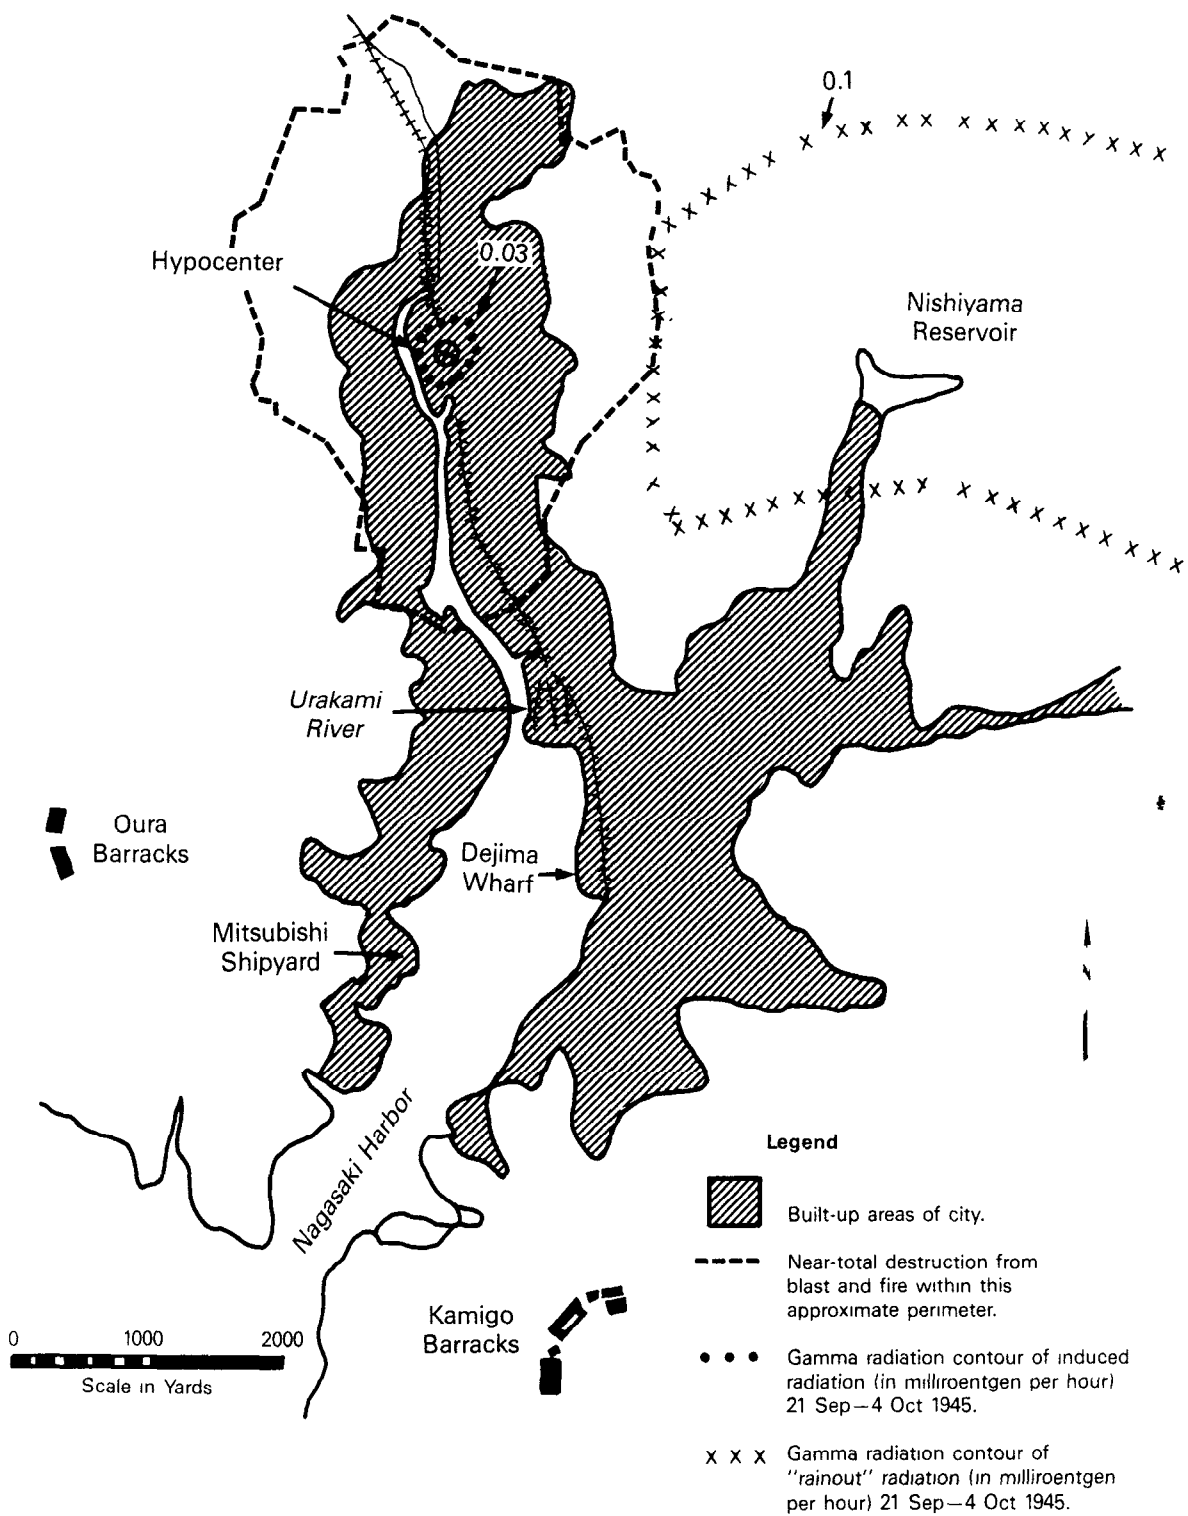 0.1
0.03
Hypocenter
Nishiyama
Reservoir
Urakami
River
Oura
Barracks
Dejima
Wharf
Mitsubishi
Shipyard
Nagasaki Harbor
Kamigo
Barracks
0 1000 2000
Scale in Yards
Legend
Built-up areas of city.
Near-total destruction from
blast and fire within this
approximate perimeter.
Gamma radiation contour of induced
radiation (in milliroentgen per hour)
21 Sep—4 Oct 1945.
x x x Gamma radiation contour of
"rainout" radiation (in milliroentgen
per hour) 21 Sep—4 Oct 1945.